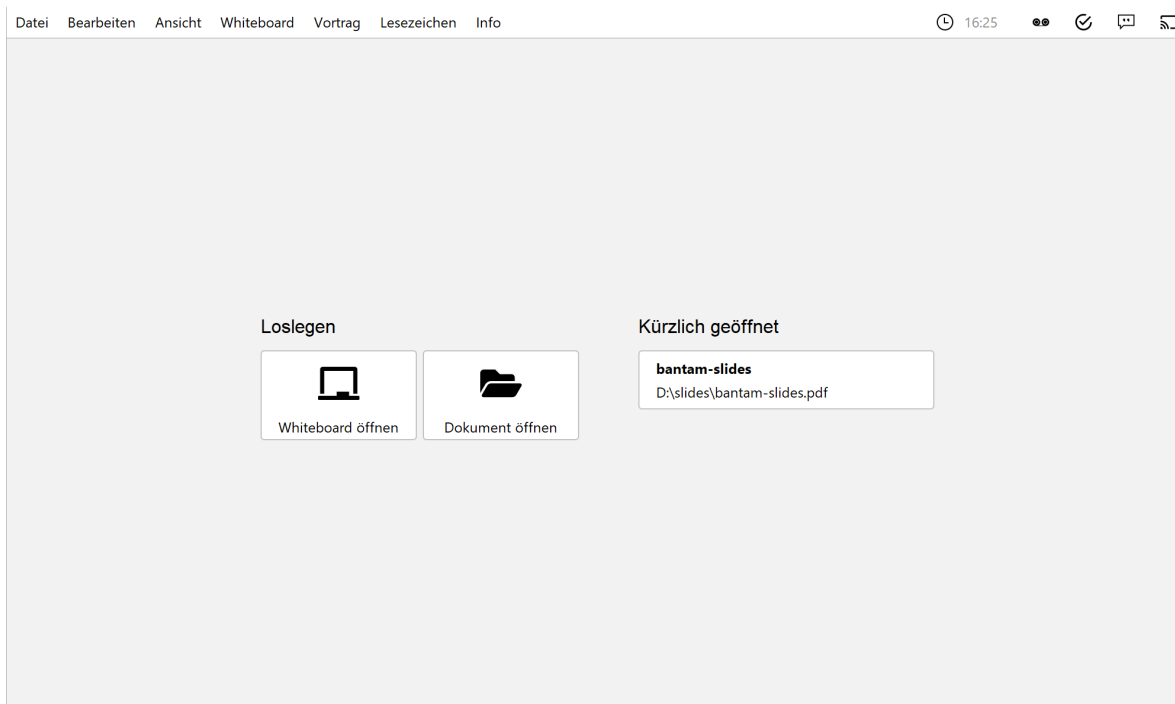 Datei Bearbeiten Ansicht Whiteboard Vortrag Lesezeichen Info 16:25
Loslegen
Whiteboard öffnen
Dokument öffnen
Kürzlich geöffnet
bantam-slides
D:\slides\bantam-slides.pdf